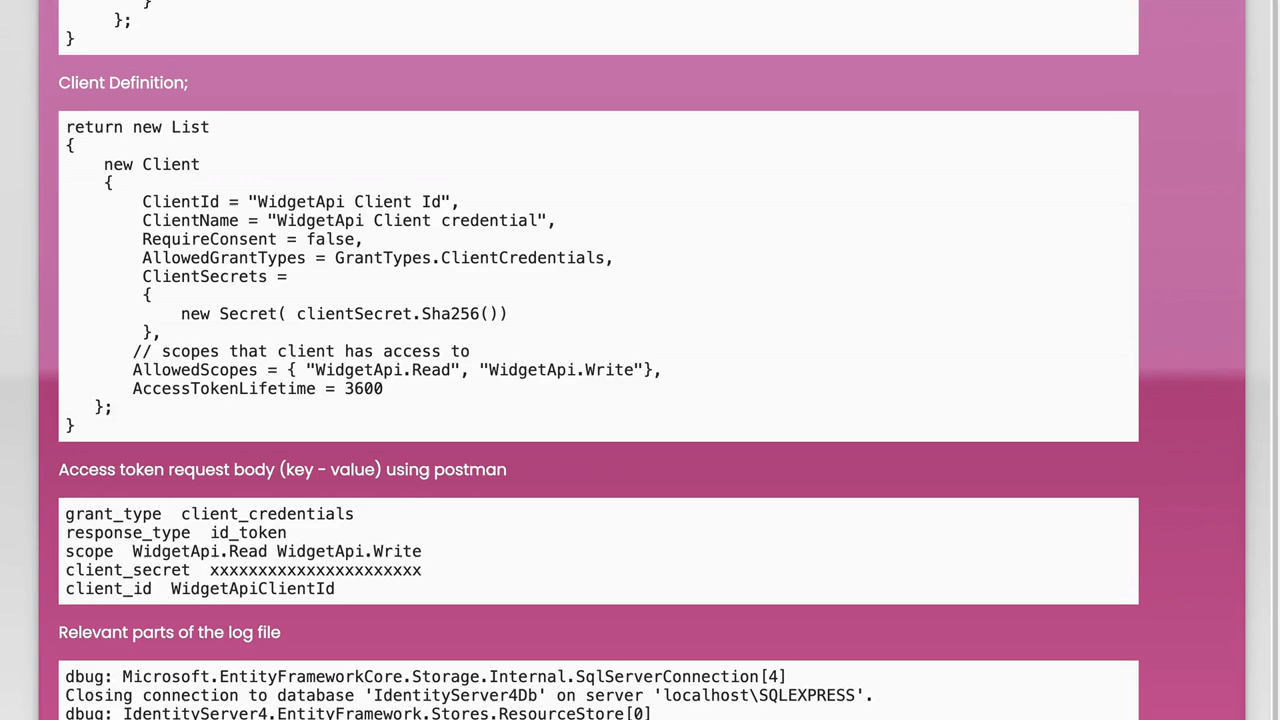 }
};
}
Client Definition;
return new List
{
new Client
{
ClientId = "WidgetApi Client Id",
ClientName = "WidgetApi Client credential",
RequireConsent = false,
AllowedGrantTypes = GrantTypes.ClientCredentials,
ClientSecrets =
{
new Secret( clientSecret.Sha256())
},
// scopes that client has access to
AllowedScopes = { "WidgetApi.Read", "WidgetApi.Write"},
AccessTokenLifetime = 3600
};
}
Access token request body (key - value) using postman
grant_type client_credentials
response_type id_token
scope WidgetApi.Read WidgetApi.Write
client_secret xxxxxxxxxxxxxxxxxxxxxx
client_id WidgetApiClientId
Relevant parts of the log file
dbug: Microsoft.EntityFrameworkCore.Storage.Internal.SqlServerConnection[4]
Closing connection to database 'IdentityServer4Db' on server 'localhost\SQLEXPRESS'.
dbug: IdentityServer4.EntityFramework.Stores.ResourceStore[0]